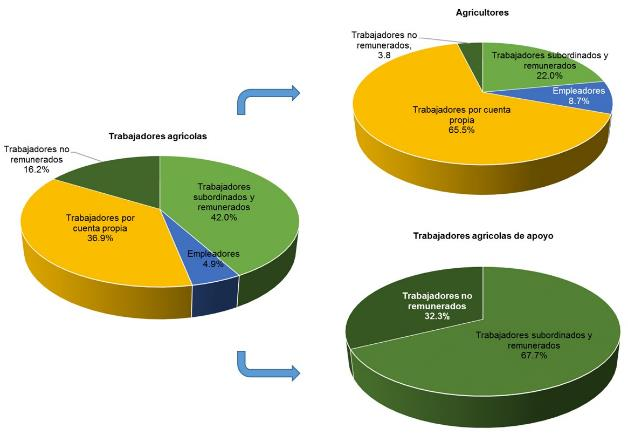 Agricultores
Trabajadores no
remunerados,
3.8
Trabajadores subordinados y
remunerados
22.0%
Empleadores
8.7%
Trabajadores por cuenta
propia
65.5%
Trabajadores agrícolas
Trabajadores no
remunerados
16.2%
Trabajadores
subordinados y
remunerados
42.0%
Trabajadores por
cuenta propia
36.9%
Empleadores
4.9%
Trabajadores agrícolas de apoyo
Trabajadores no
remunerados
32.3%
Trabajadores subordinados y
remunerados
67.7%